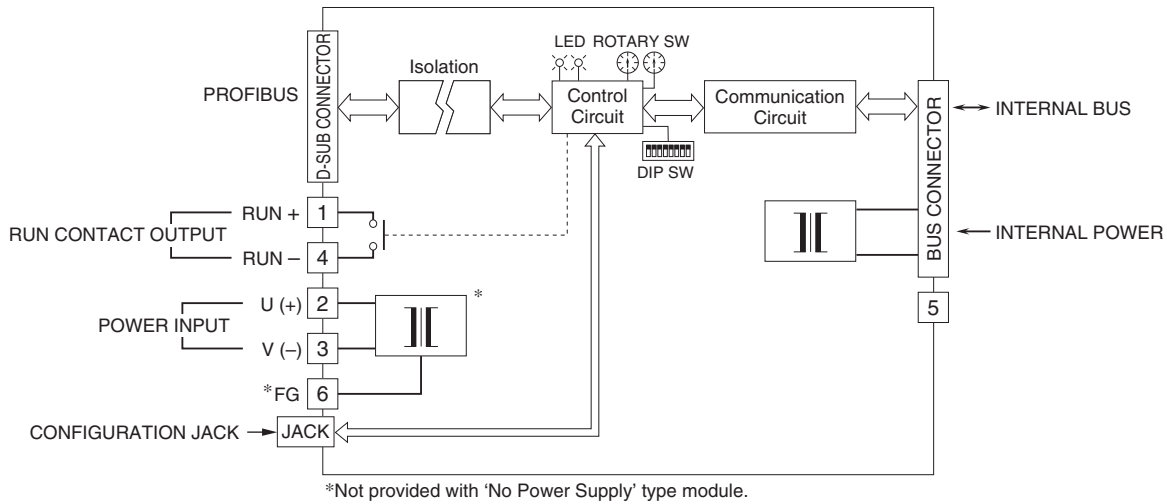 LED ROTARY SW
Isolation
PROFIBUS
D-SUB CONNECTOR
Control
Circuit
Communication
Circuit
BUS CONNECTOR
INTERNAL BUS
DIP SW
RUN CONTACT OUTPUT
RUN +
1
RUN –
4
INTERNAL POWER
5
POWER INPUT
U (+)
2
*
V (–)
3
*FG
6
CONFIGURATION JACK
JACK
*Not provided with ‘No Power Supply’ type module.